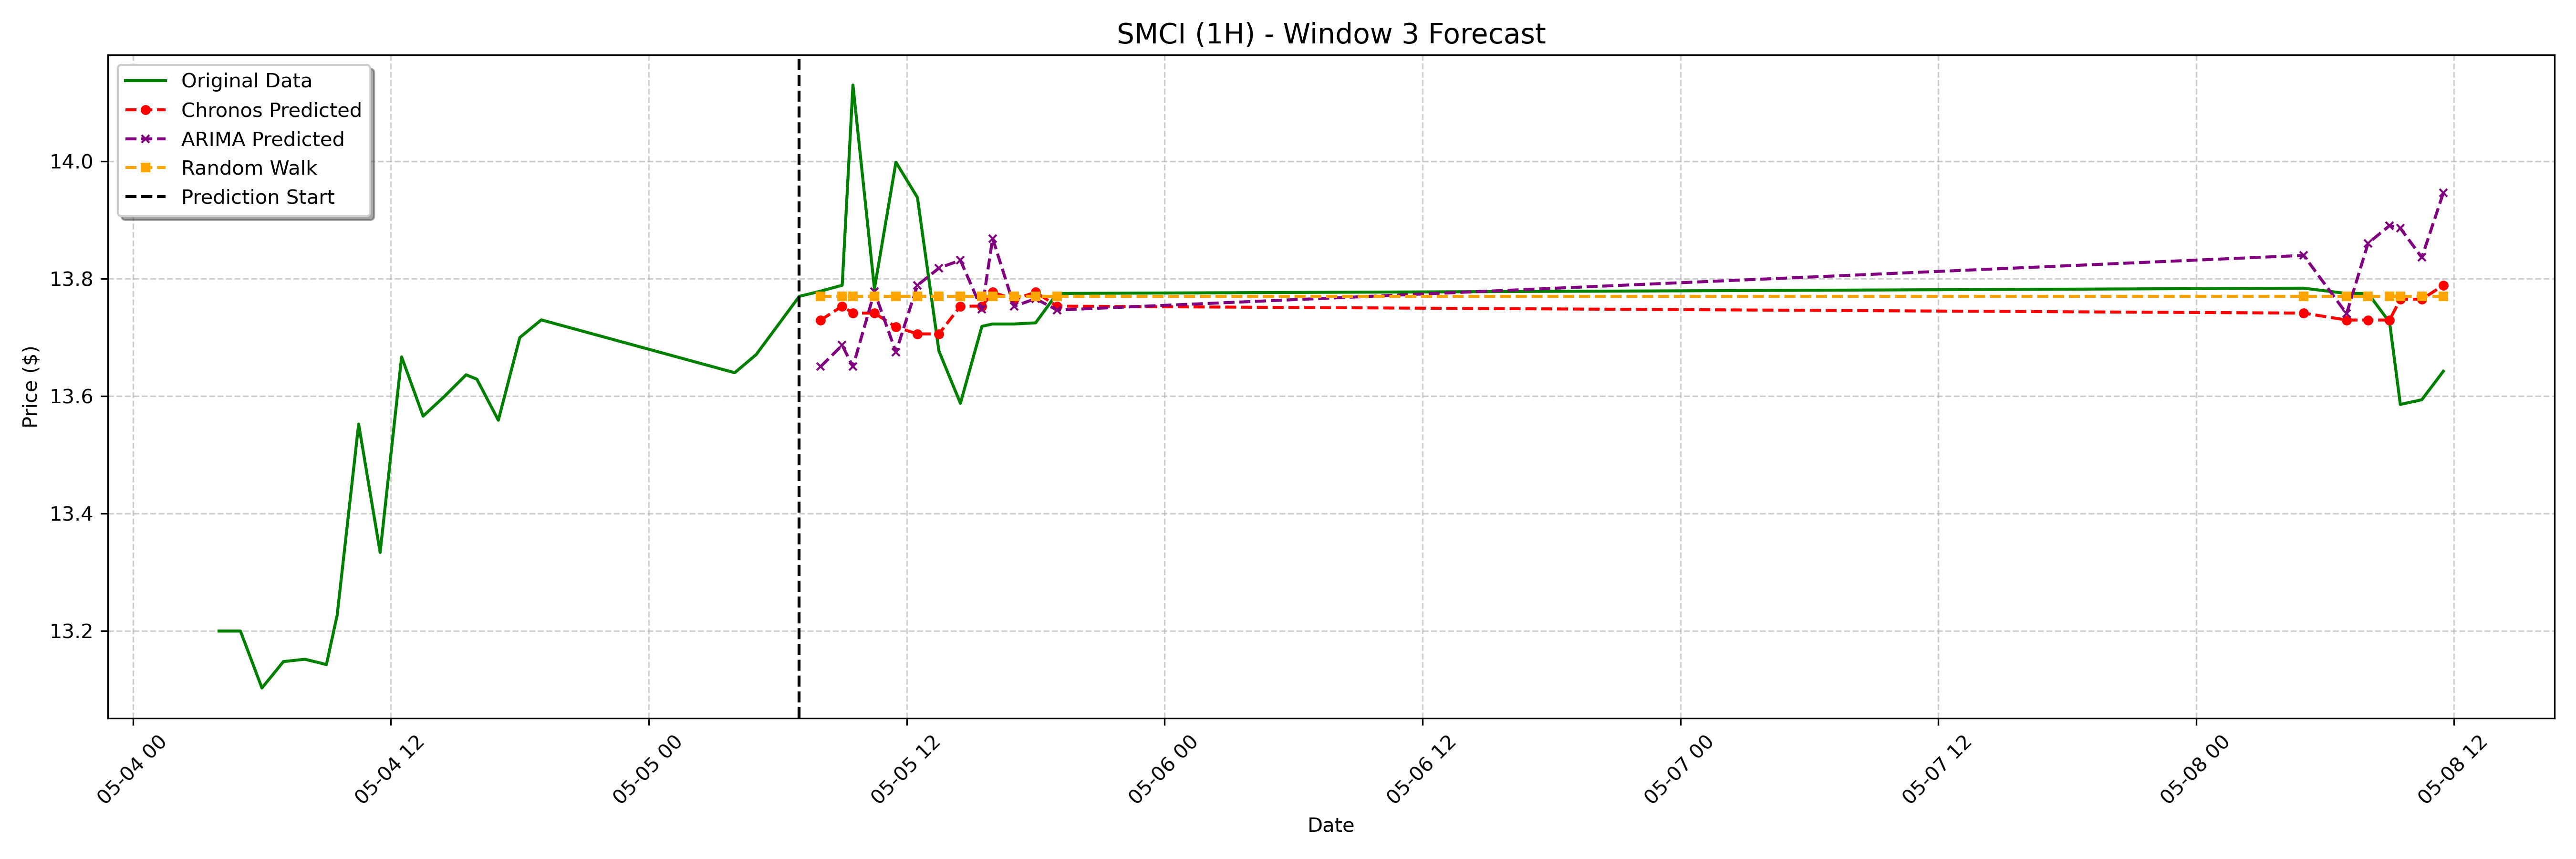 SMCI (1H) - Window 3 Forecast
Original Data
Chronos Predicted
ARIMA Predicted
Random Walk
Prediction Start
Price ($)
14.0
13.8
13.6
13.4
13.2
05-04 00
05-04 12
05-05 00
05-05 12
05-06 00
05-06 12
05-07 00
05-07 12
05-08 00
05-08 12
Date